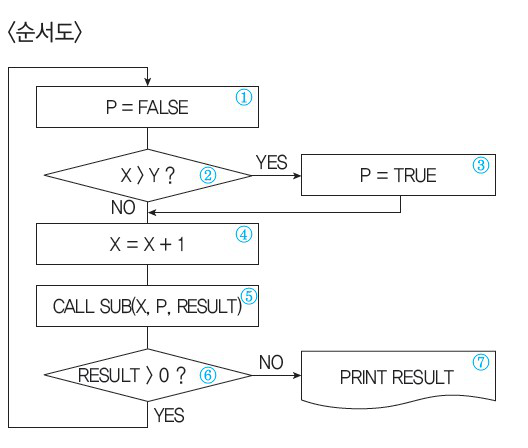 〈순서도〉
① P = FALSE
② X 〉 Y ?
YES
③ P = TRUE
NO
④ X = X + 1
⑤ CALL SUB(X, P, RESULT)
⑥ RESULT 〉 0 ?
NO
⑦ PRINT RESULT
YES